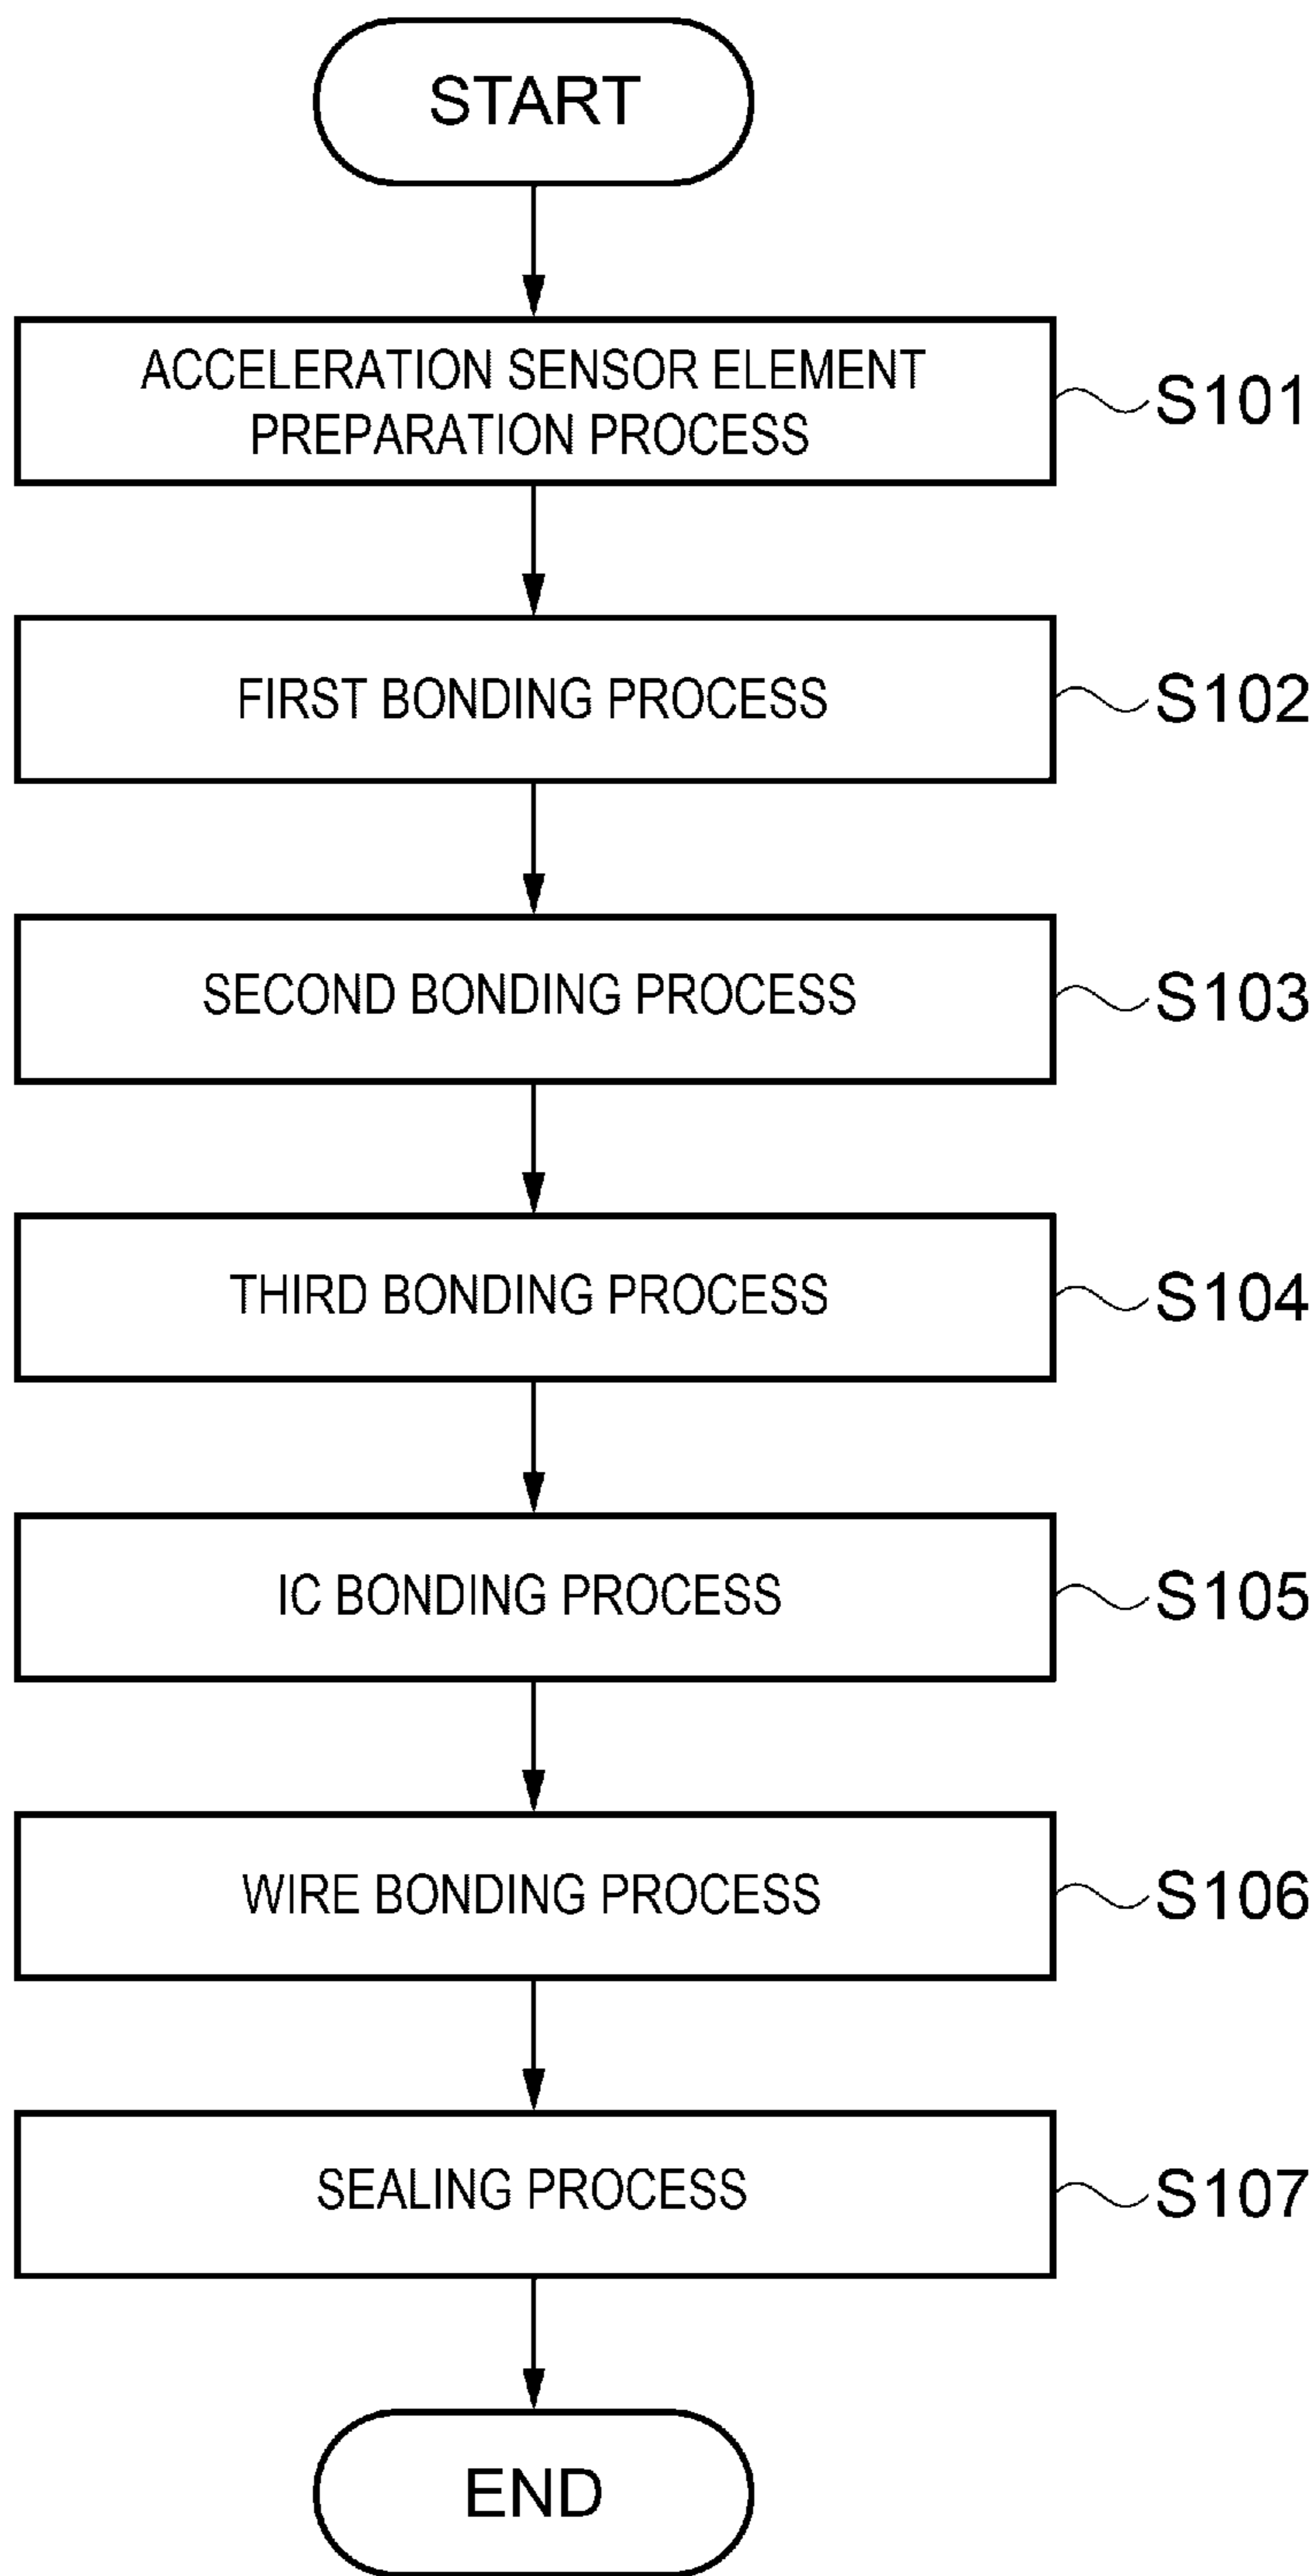 START
ACCELERATION SENSOR ELEMENT
PREPARATION PROCESS
S101
FIRST BONDING PROCESS
S102
SECOND BONDING PROCESS
S103
THIRD BONDING PROCESS
S104
IC BONDING PROCESS
S105
WIRE BONDING PROCESS
S106
SEALING PROCESS
S107
END